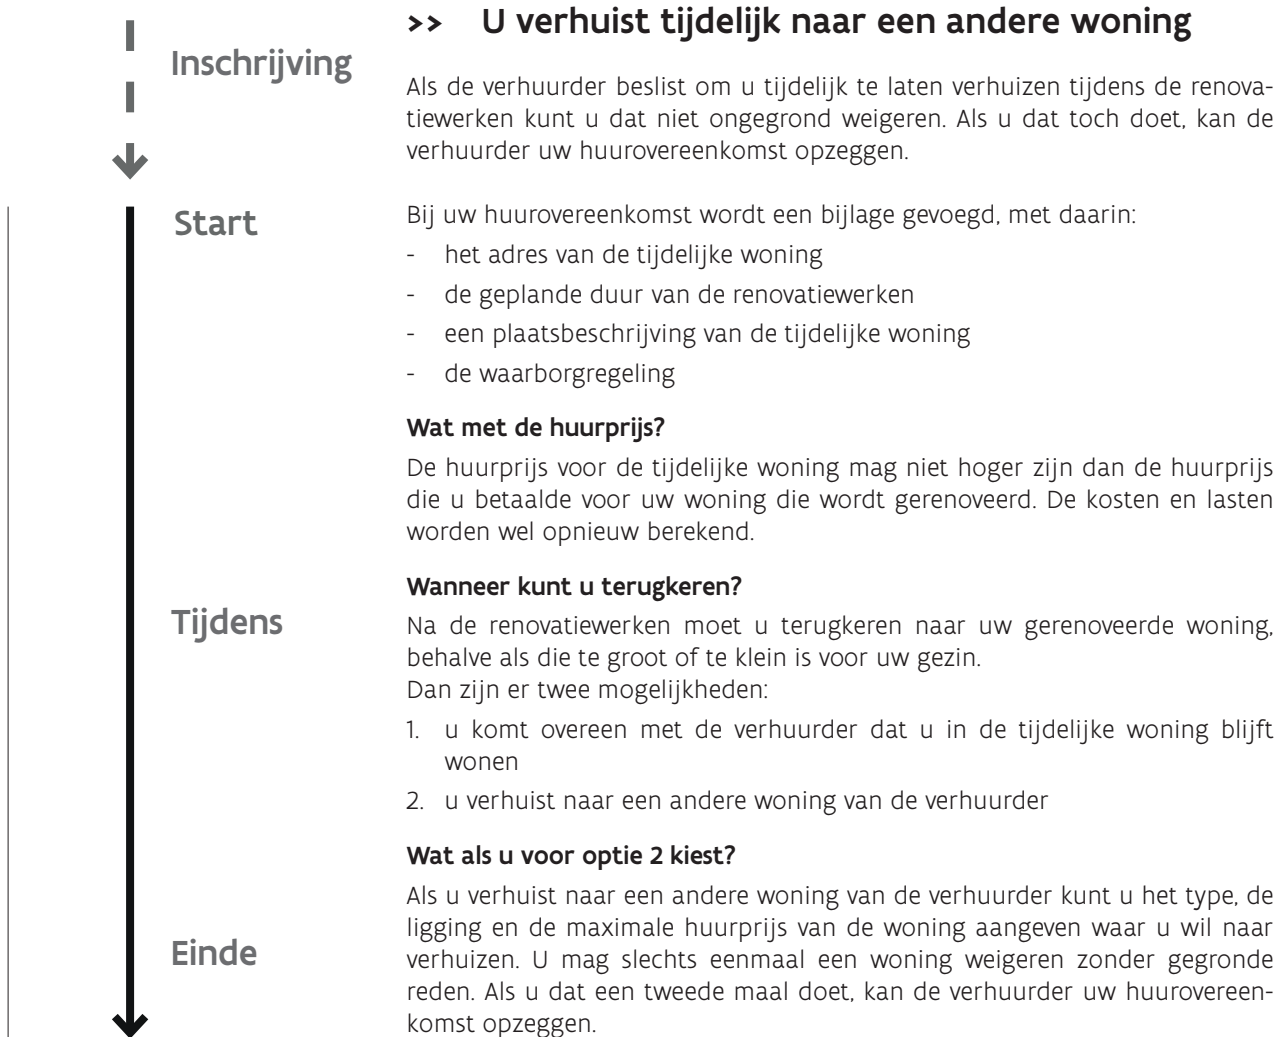 >> U verhuist tijdelijk naar een andere woning
Inschrijving
Als de verhuurder beslist om u tijdelijk te laten verhuizen tijdens de renova-
tiewerken kunt u dat niet ongegrond weigeren. Als u dat toch doet, kan de
verhuurder uw huurovereenkomst opzeggen.
Start
Bij uw huurovereenkomst wordt een bijlage gevoegd, met daarin:
- het adres van de tijdelijke woning
- de geplande duur van de renovatiewerken
- een plaatsbeschrijving van de tijdelijke woning
- de waarborgregeling
Wat met de huurprijs?
De huurprijs voor de tijdelijke woning mag niet hoger zijn dan de huurprijs
die u betaalde voor uw woning die wordt gerenoveerd. De kosten en lasten
worden wel opnieuw berekend.
Wanneer kunt u terugkeren?
Tijdens
Na de renovatiewerken moet u terugkeren naar uw gerenoveerde woning,
behalve als die te groot of te klein is voor uw gezin.
Dan zijn er twee mogelijkheden:
1. u komt overeen met de verhuurder dat u in de tijdelijke woning blijft
wonen
2. u verhuist naar een andere woning van de verhuurder
Wat als u voor optie 2 kiest?
Als u verhuist naar een andere woning van de verhuurder kunt u het type, de
ligging en de maximale huurprijs van de woning aangeven waar u wil naar
Einde
verhuizen. U mag slechts eenmaal een woning weigeren zonder gegronde
reden. Als u dat een tweede maal doet, kan de verhuurder uw huurovereen-
komst opzeggen.